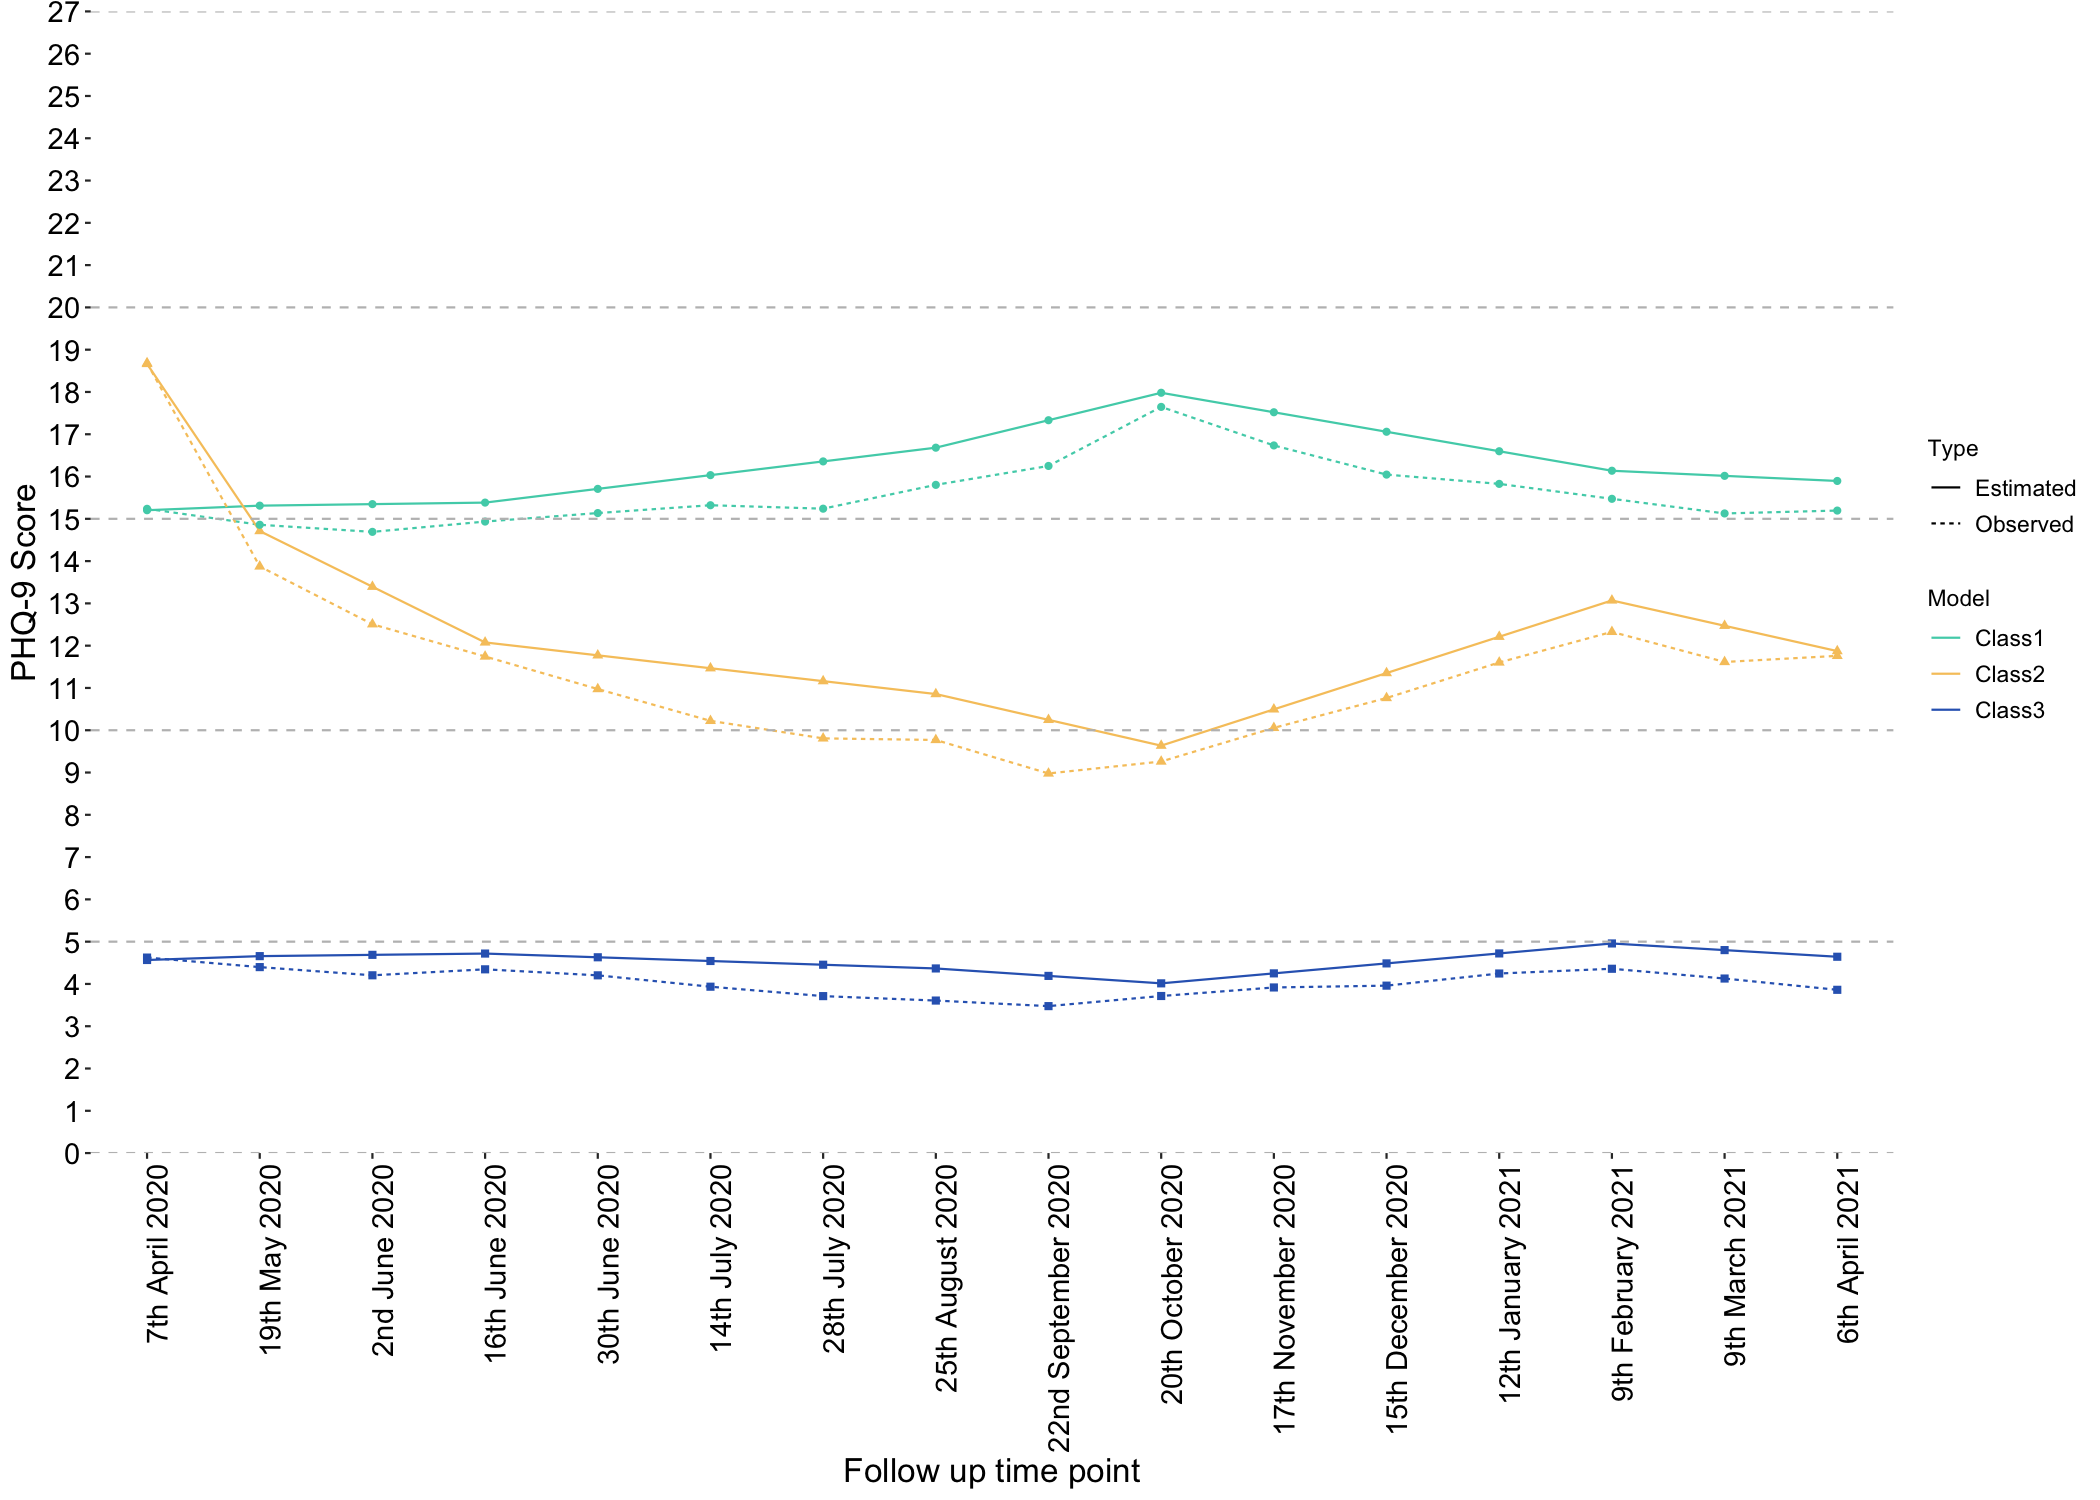 27
26
25
24
23
22
21
20
19
18
17
16
15
14
13
12
11
10
9
8
7
6
5
4
3
2
1
0
PHQ-9 Score
7th April 2020
19th May 2020
2nd June 2020
16th June 2020
30th June 2020
14th July 2020
28th July 2020
25th August 2020
22nd September 2020
20th October 2020
17th November 2020
15th December 2020
12th January 2021
9th February 2021
9th March 2021
6th April 2021
Follow up time point
Type
Estimated
Observed
Model
Class1
Class2
Class3